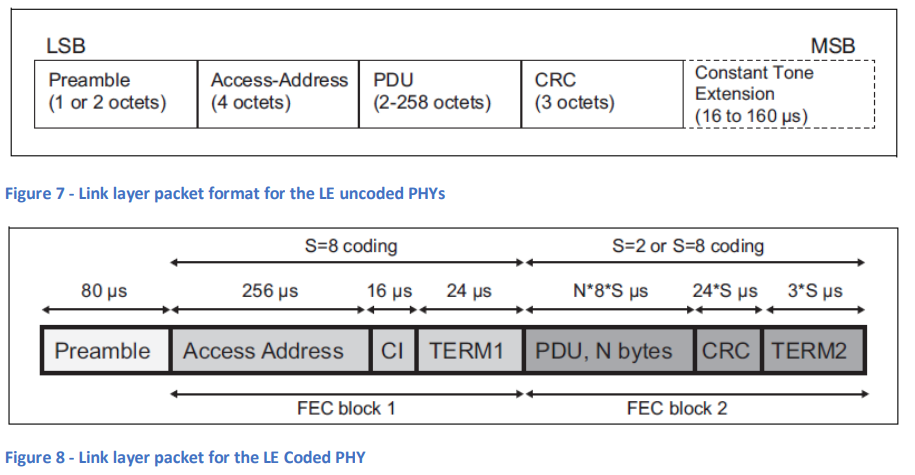 LSB MSB
Preamble Access-Address PDU CRC Constant Tone
(1 or 2 octets) (4 octets) (2-258 octets) (3 octets) Extension
(16 to 160 µs)
Figure 7 - Link layer packet format for the LE uncoded PHYs
S=8 coding S=2 or S=8 coding
80 µs 256 µs 16 µs 24 µs N*8*S µs 24*S µs 3*S µs
Preamble Access Address CI TERM1 PDU, N bytes CRC TERM2
FEC block 1 FEC block 2
Figure 8 - Link layer packet for the LE Coded PHY